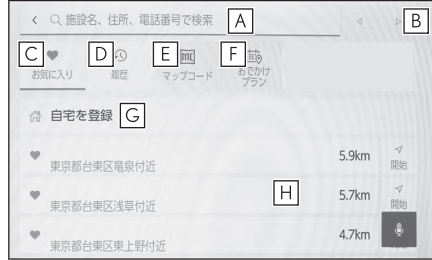 施設名、住所、電話番号で検索 A B
C D E F
お気に入り 履歴 マップコード おでかけプラン
自宅を登録 G
5.9km
東京都台東区竜泉付近 開始
5.7km
東京都台東区浅草付近 H 開始
4.7km
東京都台東区東上野付近